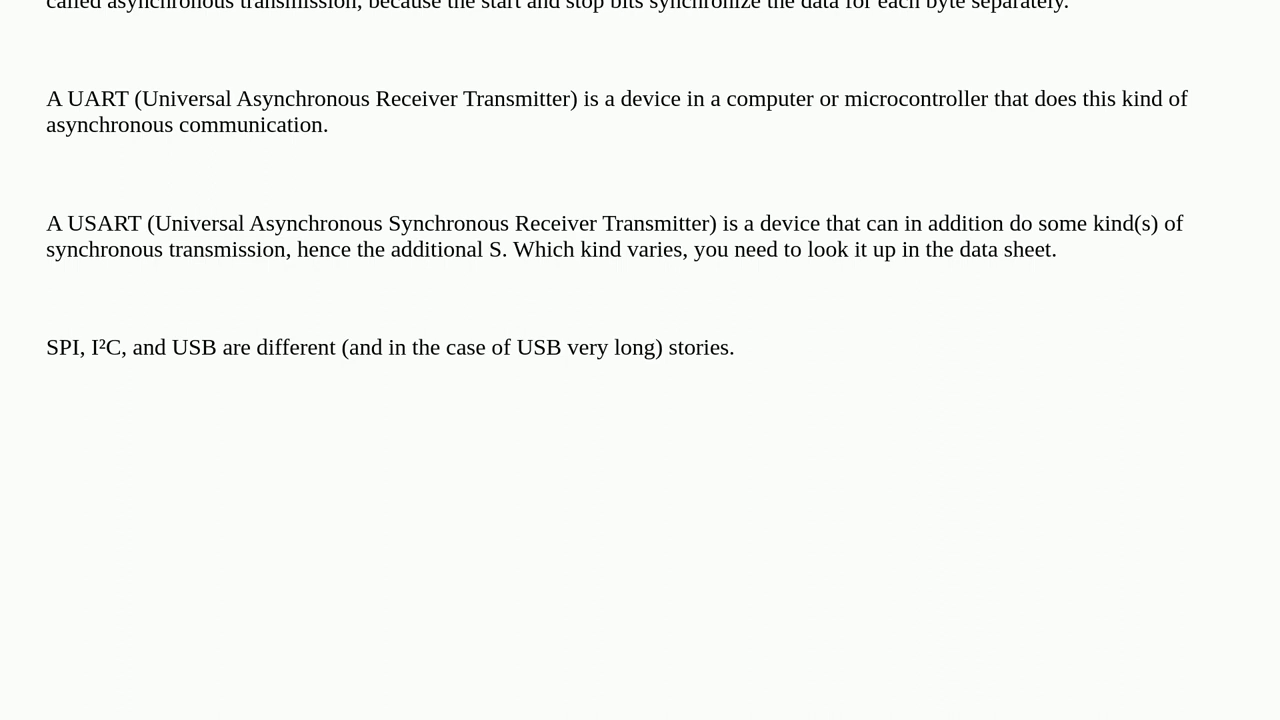 called asynchronous transmission, because the start and stop bits synchronize the data for each byte separately.
A UART (Universal Asynchronous Receiver Transmitter) is a device in a computer or microcontroller that does this kind of
asynchronous communication.
A USART (Universal Asynchronous Synchronous Receiver Transmitter) is a device that can in addition do some kind(s) of
synchronous transmission, hence the additional S. Which kind varies, you need to look it up in the data sheet.
SPI, I²C, and USB are different (and in the case of USB very long) stories.